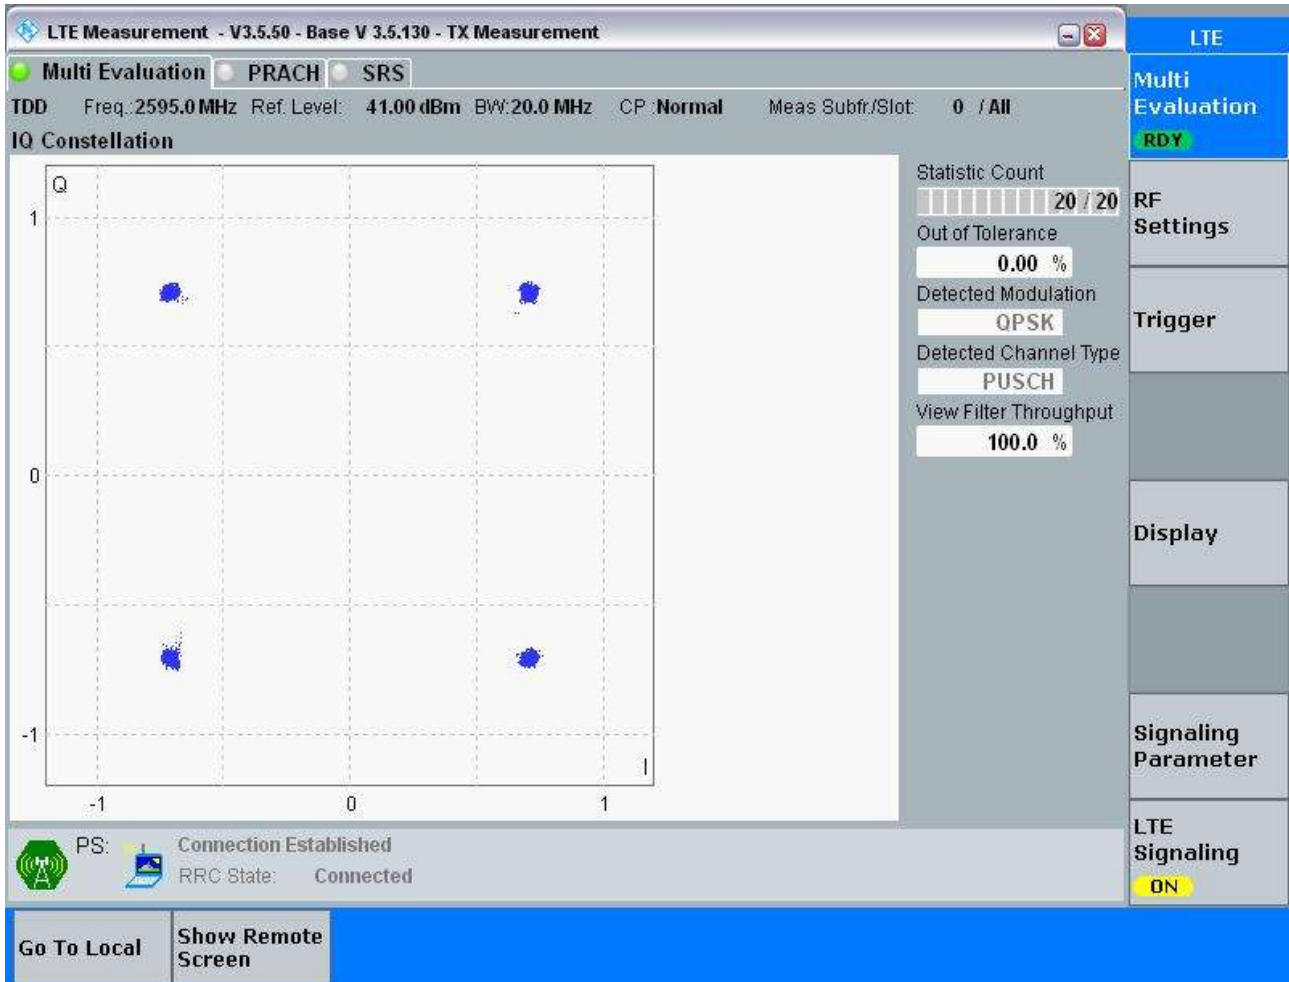 LTE Measurement - V3.5.50 - Base V 3.5.130 - TX Measurement
LTE
Multi Evaluation PRACH SRS
Multi
Evaluation
RDY
TDD Freq.:2595.0 MHz Ref. Level: 41.00 dBm BW:20.0 MHz CP :Normal Meas Subfr./Slot: 0 / All
IQ Constellation
Q
1
0
-1
I
-1 0 1
Statistic Count
20 / 20
Out of Tolerance
0.00 %
Detected Modulation
QPSK
Detected Channel Type
PUSCH
View Filter Throughput
100.0 %
RF
Settings
Trigger
Display
Signaling
Parameter
LTE
Signaling
ON
PS: Connection Established
RRC State: Connected
Go To Local
Show Remote
Screen